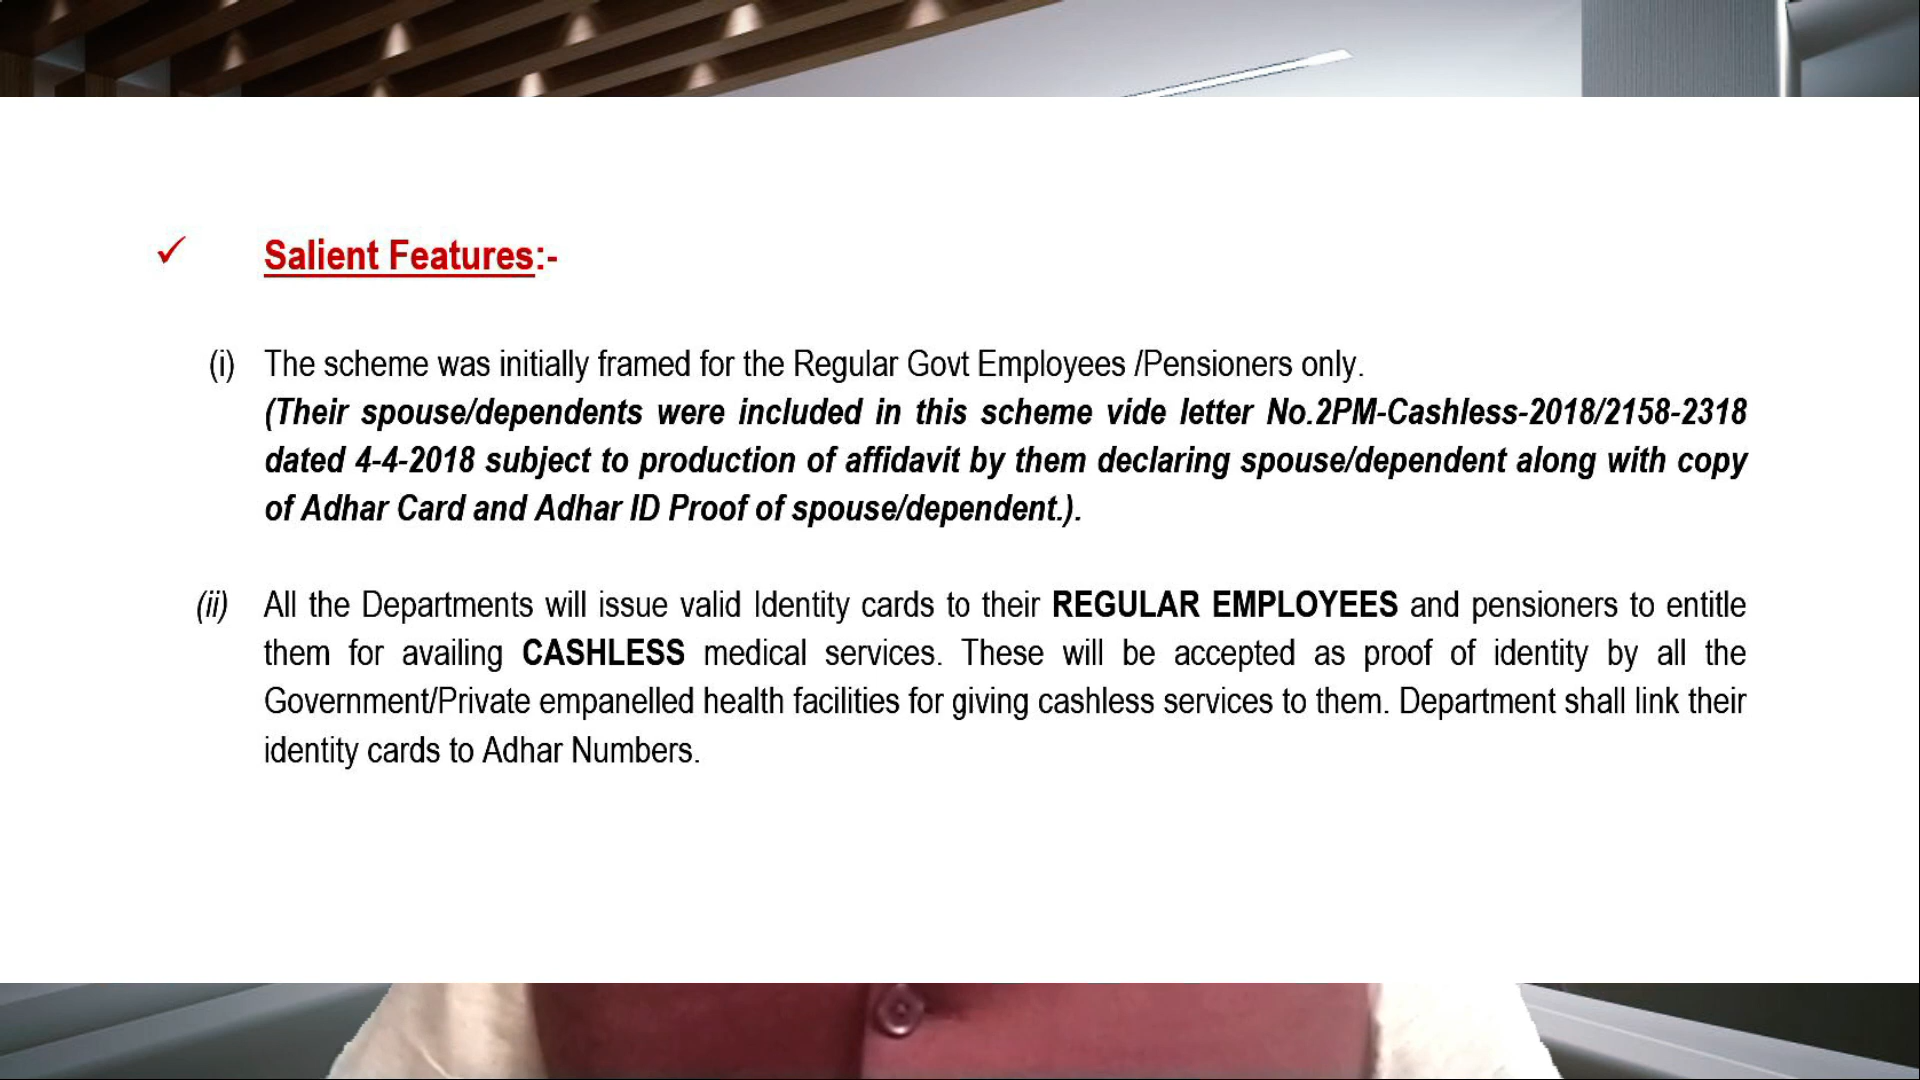 ✓ Salient Features:-
(i) The scheme was initially framed for the Regular Govt Employees /Pensioners only.
(Their spouse/dependents were included in this scheme vide letter No.2PM-Cashless-2018/2158-2318
dated 4-4-2018 subject to production of affidavit by them declaring spouse/dependent along with copy
of Adhar Card and Adhar ID Proof of spouse/dependent.).
(ii) All the Departments will issue valid Identity cards to their REGULAR EMPLOYEES and pensioners to entitle
them for availing CASHLESS medical services. These will be accepted as proof of identity by all the
Government/Private empanelled health facilities for giving cashless services to them. Department shall link their
identity cards to Adhar Numbers.